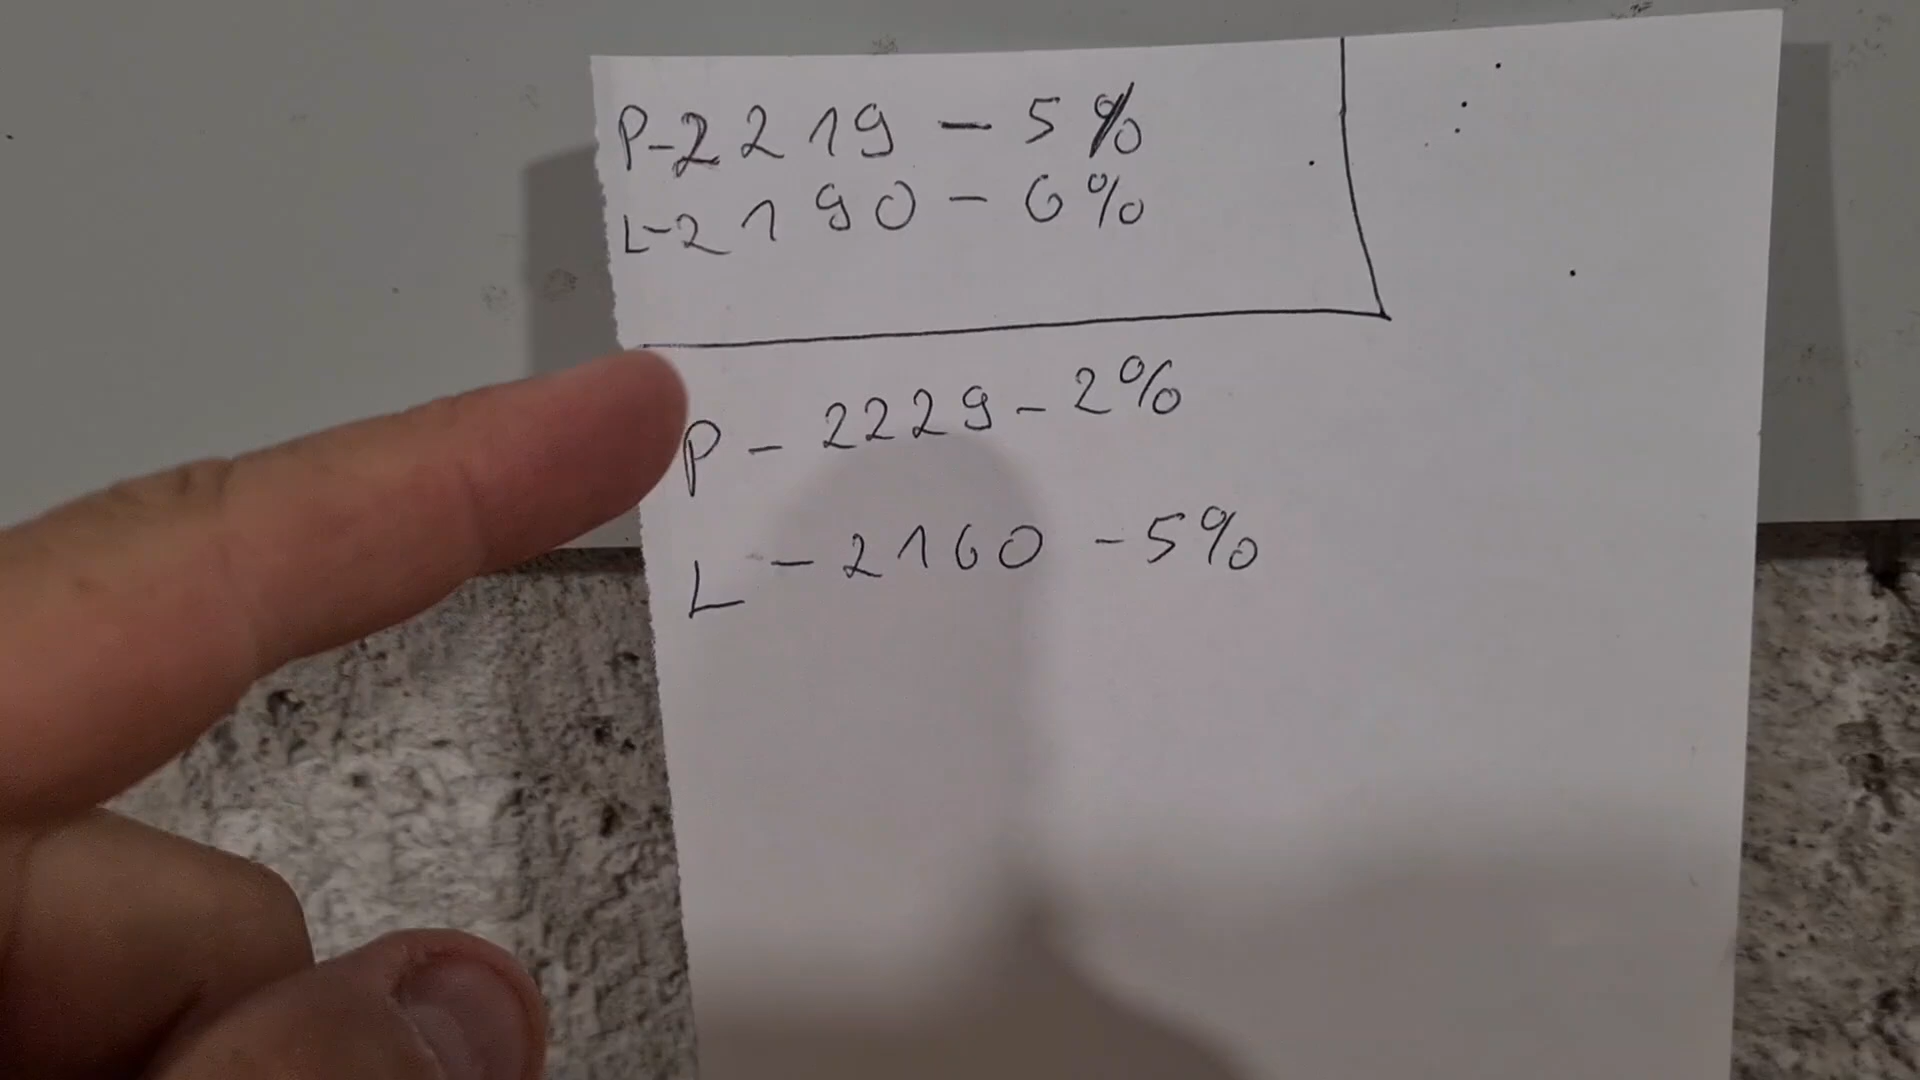 P-2219 - 5%
L-2190 - 6%
P - 2229 - 2%
L - 2160 - 5%